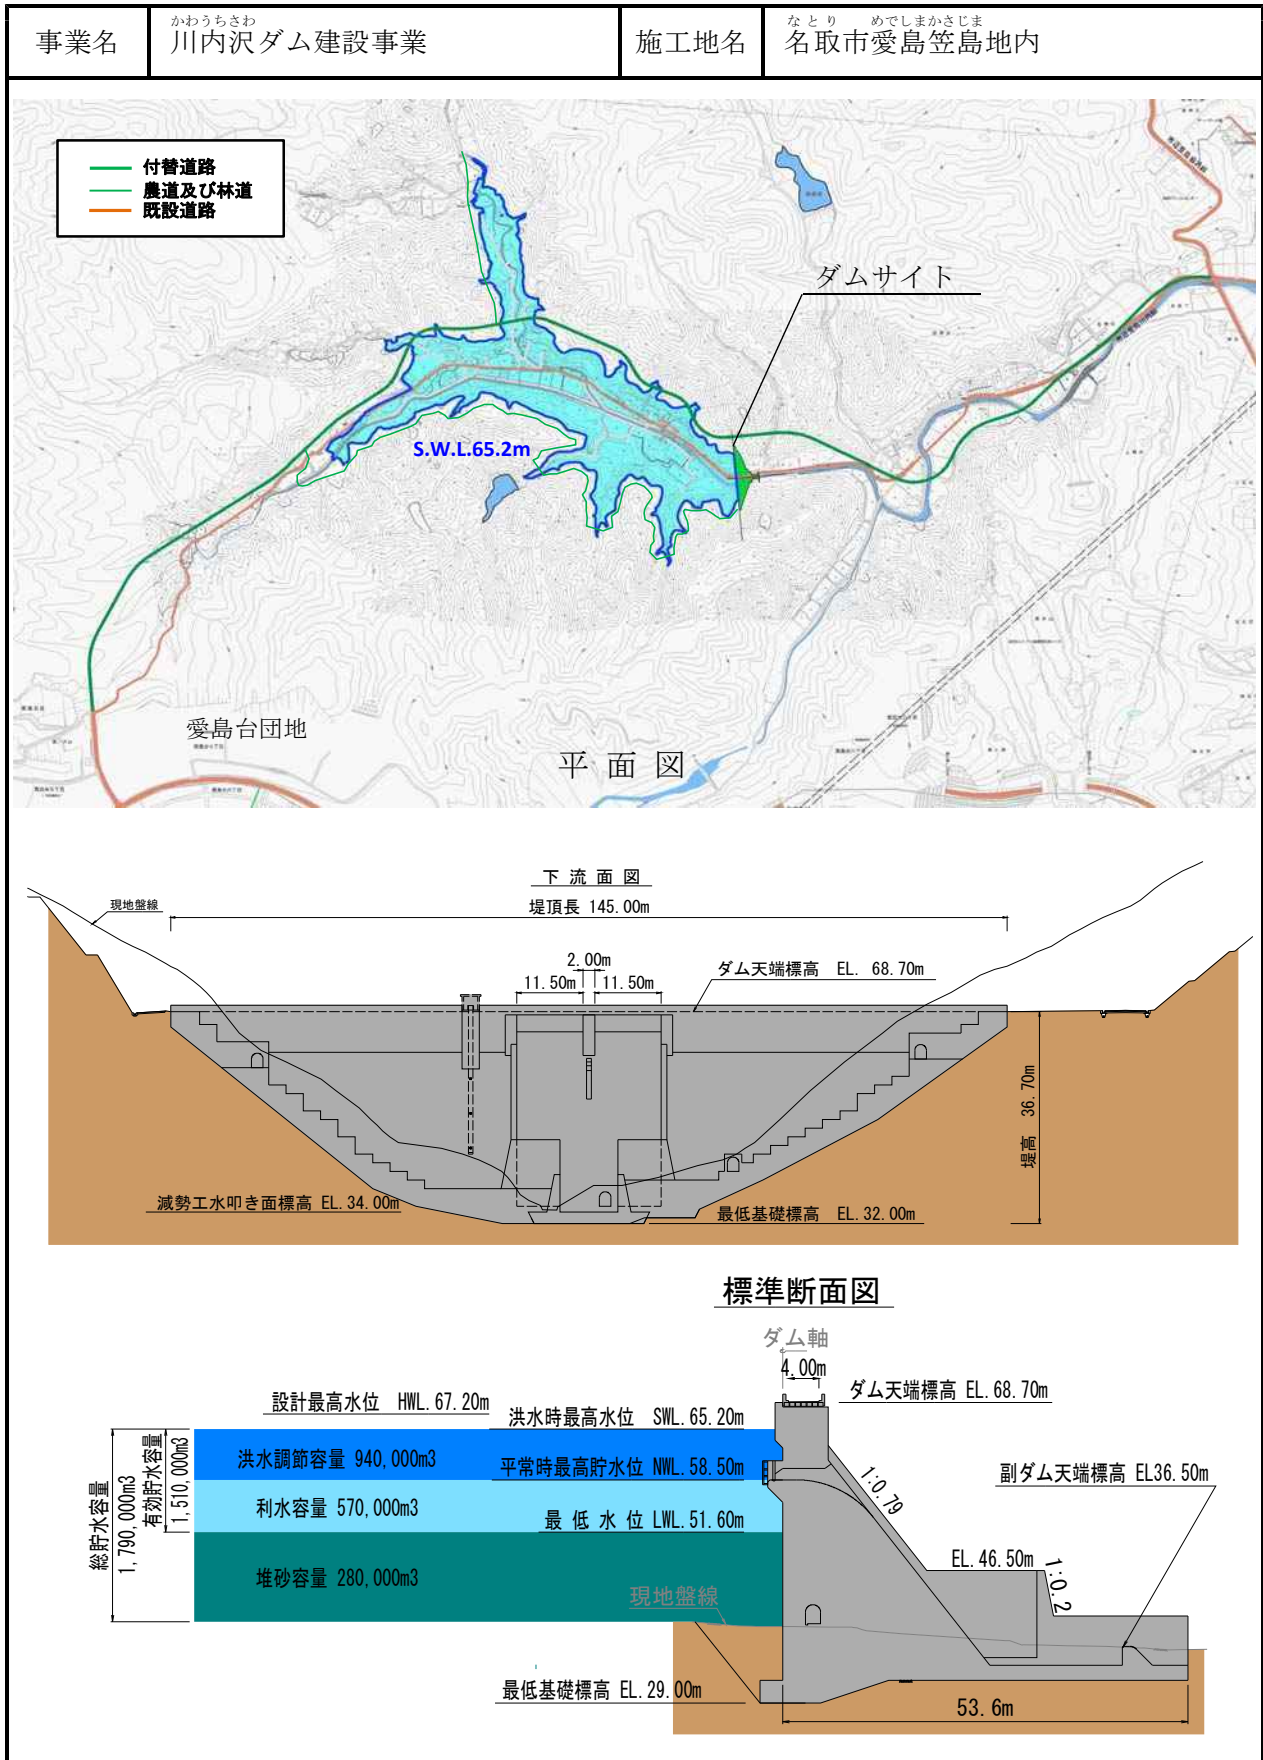 かわうちさわ
なとり めでしまかさじま
事業名 川内沢ダム建設事業 施工地名 名取市愛島笠島地内
付替道路
農道及び林道
既設道路
ダムサイト
S.W.L.65.2m
愛島台団地
平面図
下流面図
堤頂長 145.00m
現地盤線
2.00m
11.50m 11.50m
ダム天端標高 EL. 68.70m
堤高 36.70m
減勢工水叩き面標高 EL.34.00m
最低基礎標高 EL.32.00m
標準断面図
ダム軸
4.00m
ダム天端標高 EL.68.70m
設計最高水位 HWL.67.20m
洪水時最高水位 SWL.65.20m
洪水調節容量 940,000m3
平常時最高貯水位 NWL.58.50m
利水容量 570,000m3
最低水位 LWL.51.60m
堆砂容量 280,000m3
総貯水容量
1,790,000m3
有効貯水容量
1,510,000m3
1:0.79
副ダム天端標高 EL36.50m
EL.46.50m
1:0.2
現地盤線
最低基礎標高 EL.29.00m
53.6m